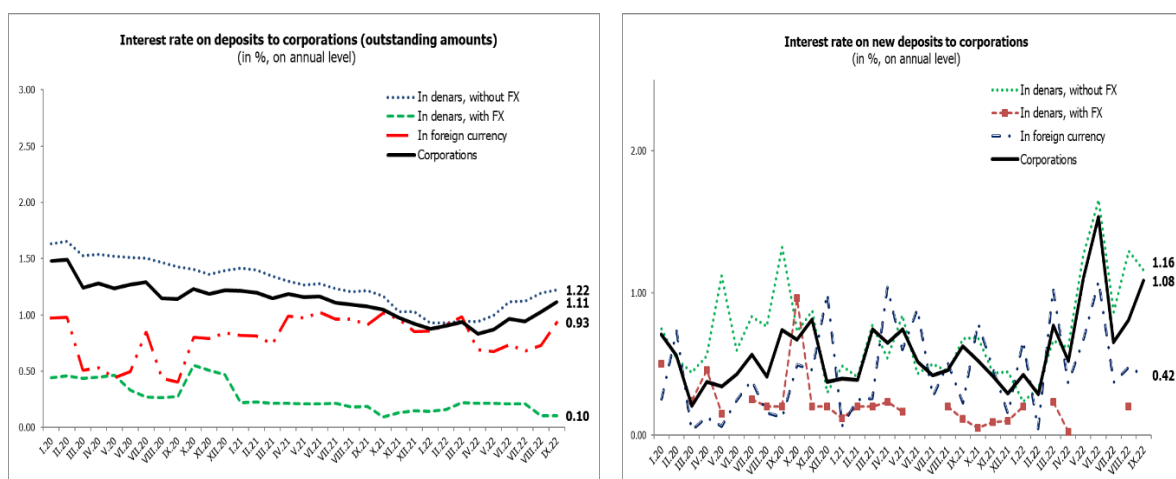 Interest rate on deposits to corporations (outstanding amounts)
(in %, on annual level)
3.00
2.50
2.00
1.50
1.00
0.50
0.00
In denars, without FX
In denars, with FX
In foreign currency
Corporations
1.22
1.11
0.93
0.10
I.20
II.20
III.20
IV.20
V.20
VI.20
VII.20
VIII.20
IX.20
X.20
XI.20
XII.20
I.21
II.21
III.21
IV.21
V.21
VI.21
VII.21
VIII.21
IX.21
X.21
XI.21
XII.21
I.22
II.22
III.22
IV.22
V.22
VI.22
VII.22
VIII.22
IX.22
Interest rate on new deposits to corporations
(in %, on annual level)
2.00
1.00
0.00
In denars, without FX
In denars, with FX
In foreign currency
Corporations
1.16
1.08
0.42
I.20
II.20
III.20
IV.20
V.20
VI.20
VII.20
VIII.20
IX.20
X.20
XI.20
XII.20
I.21
II.21
III.21
IV.21
V.21
VI.21
VII.21
VIII.21
IX.21
X.21
XI.21
XII.21
I.22
II.22
III.22
IV.22
V.22
VI.22
VII.22
VIII.22
IX.22